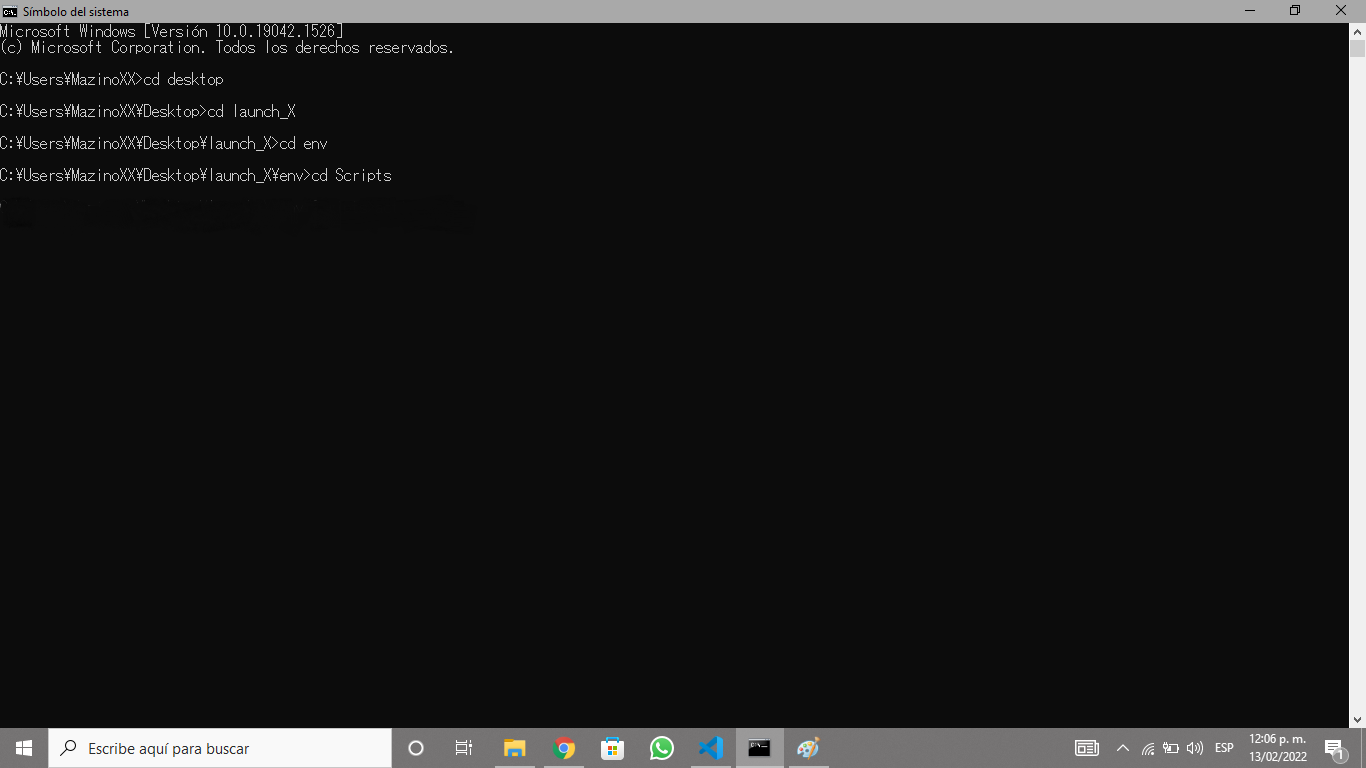 Símbolo del sistema
Microsoft Windows [Versión 10.0.19042.1526]
(c) Microsoft Corporation. Todos los derechos reservados.
C:¥Users¥MazinoXX>cd desktop
C:¥Users¥MazinoXX¥Desktop>cd launch_X
C:¥Users¥MazinoXX¥Desktop¥launch_X>cd env
C:¥Users¥MazinoXX¥Desktop¥launch_X¥env>cd Scripts
Escribe aquí para buscar
ESP
12:06 p. m.
13/02/2022
1